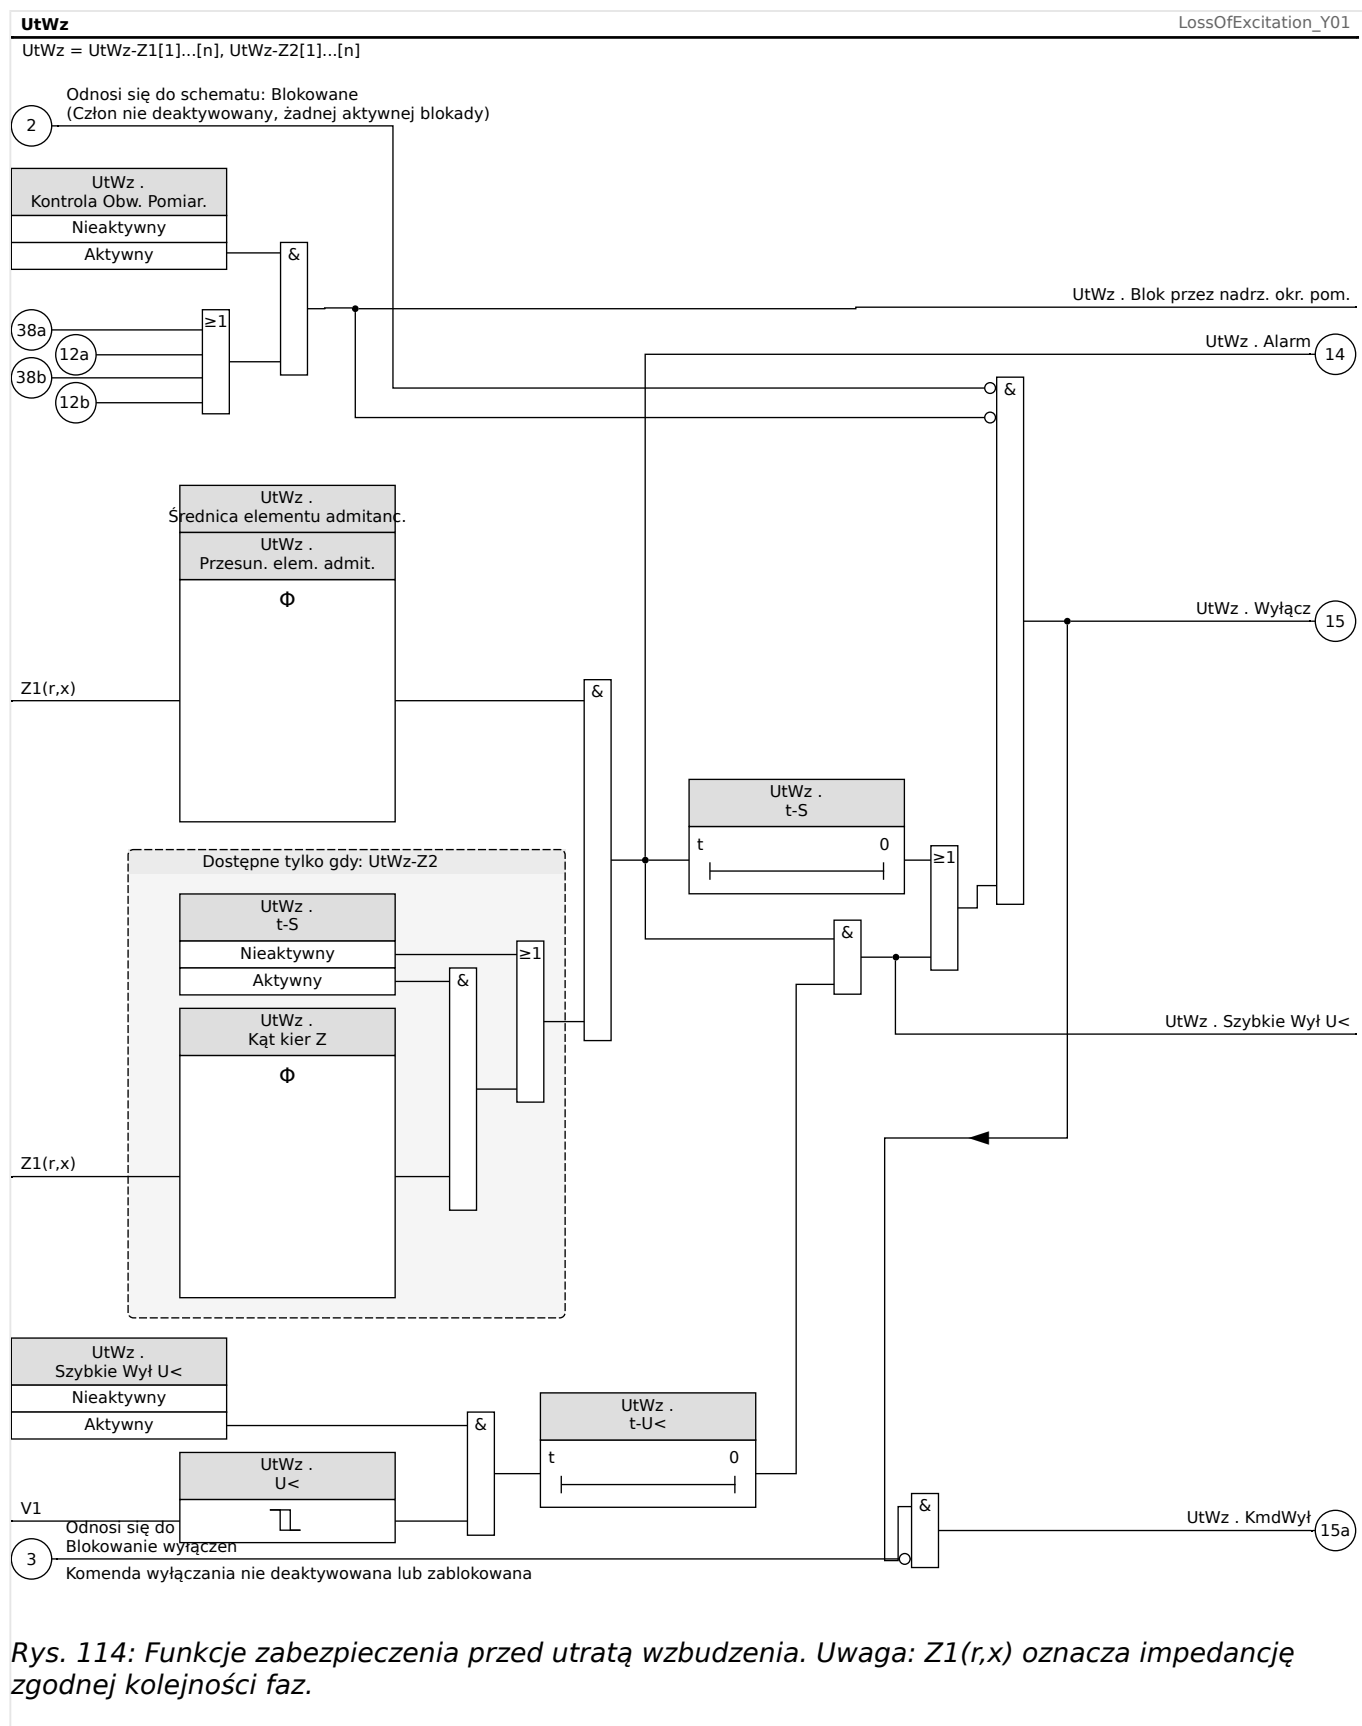 UtWz
LossOfExcitation_Y01
UtWz = UtWz-Z1[1]...[n], UtWz-Z2[1]...[n]
Odnosi się do schematu: Blokowane
(Człon nie deaktywowany, żadnej aktywnej blokady)
2
UtWz .
Kontrola Obw. Pomiar.
Nieaktywny
Aktywny
&
UtWz . Blok przez nadrz. okr. pom.
38a
≥1
12a
38b
12b
UtWz . Alarm
14
&
UtWz .
Średnica elementu admitanc.
UtWz .
Przesun. elem. admit.
Φ
UtWz . Wyłącz
15
Z1(r,x)
&
UtWz .
t-S
t
0
≥1
Dostępne tylko gdy: UtWz-Z2
UtWz .
t-S
Nieaktywny
Aktywny
≥1
&
&
UtWz .
Kąt kier Z
Φ
UtWz . Szybkie Wył U<
Z1(r,x)
UtWz .
Szybkie Wył U<
Nieaktywny
Aktywny
&
UtWz .
t-U<
t
0
UtWz .
U<
V1
Odnosi się do
Blokowanie wyłączeń
3
Komenda wyłączania nie deaktywowana lub zablokowana
&
UtWz . KmdWył
15a
Rys. 114: Funkcje zabezpieczenia przed utratą wzbudzenia. Uwaga: Z1(r,x) oznacza impedancję
zgodnej kolejności faz.